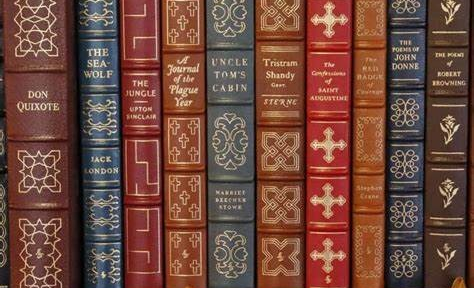 DON
QUIXOTE
THE
SEA-
WOLF
JACK
LONDON
THE
JUNGLE
UPTON
SINCLAIR
A
Journal of
the Plague
Year
UNCLE
TOM'S
CABIN
HARRIET
BEECHER
STOWE
Tristram
Shandy
STERNE
The
Confessions
of
SAINT
AUGUSTINE
THE
RED
BADGE
of
Courage
Stephen
Crane
THE POEMS
OF
JOHN
DONNE
THE
POEMS
OF
ROBERT
BROWNING